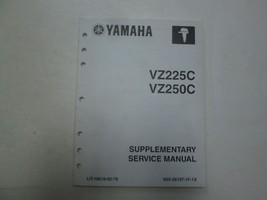 YAMAHA
VZ225C
VZ250C
SUPPLEMENTARY
SERVICE MANUAL